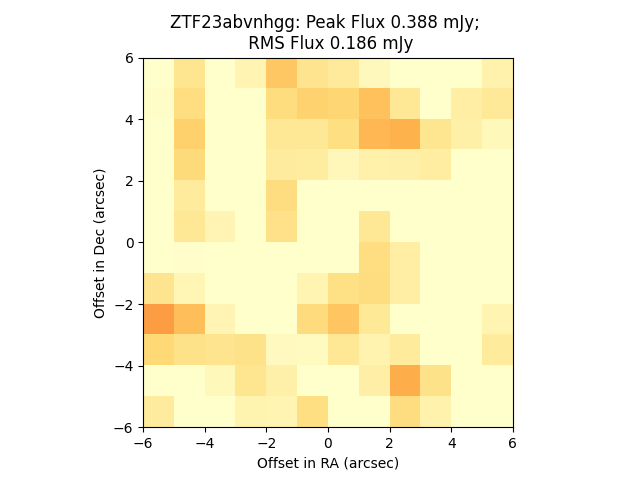 ZTF23abvnhgg: Peak Flux 0.388 mJy;
RMS Flux 0.186 mJy
6
4
2
0
−2
−4
−6
Offset in Dec (arcsec)
−6 −4 −2 0 2 4 6
Offset in RA (arcsec)